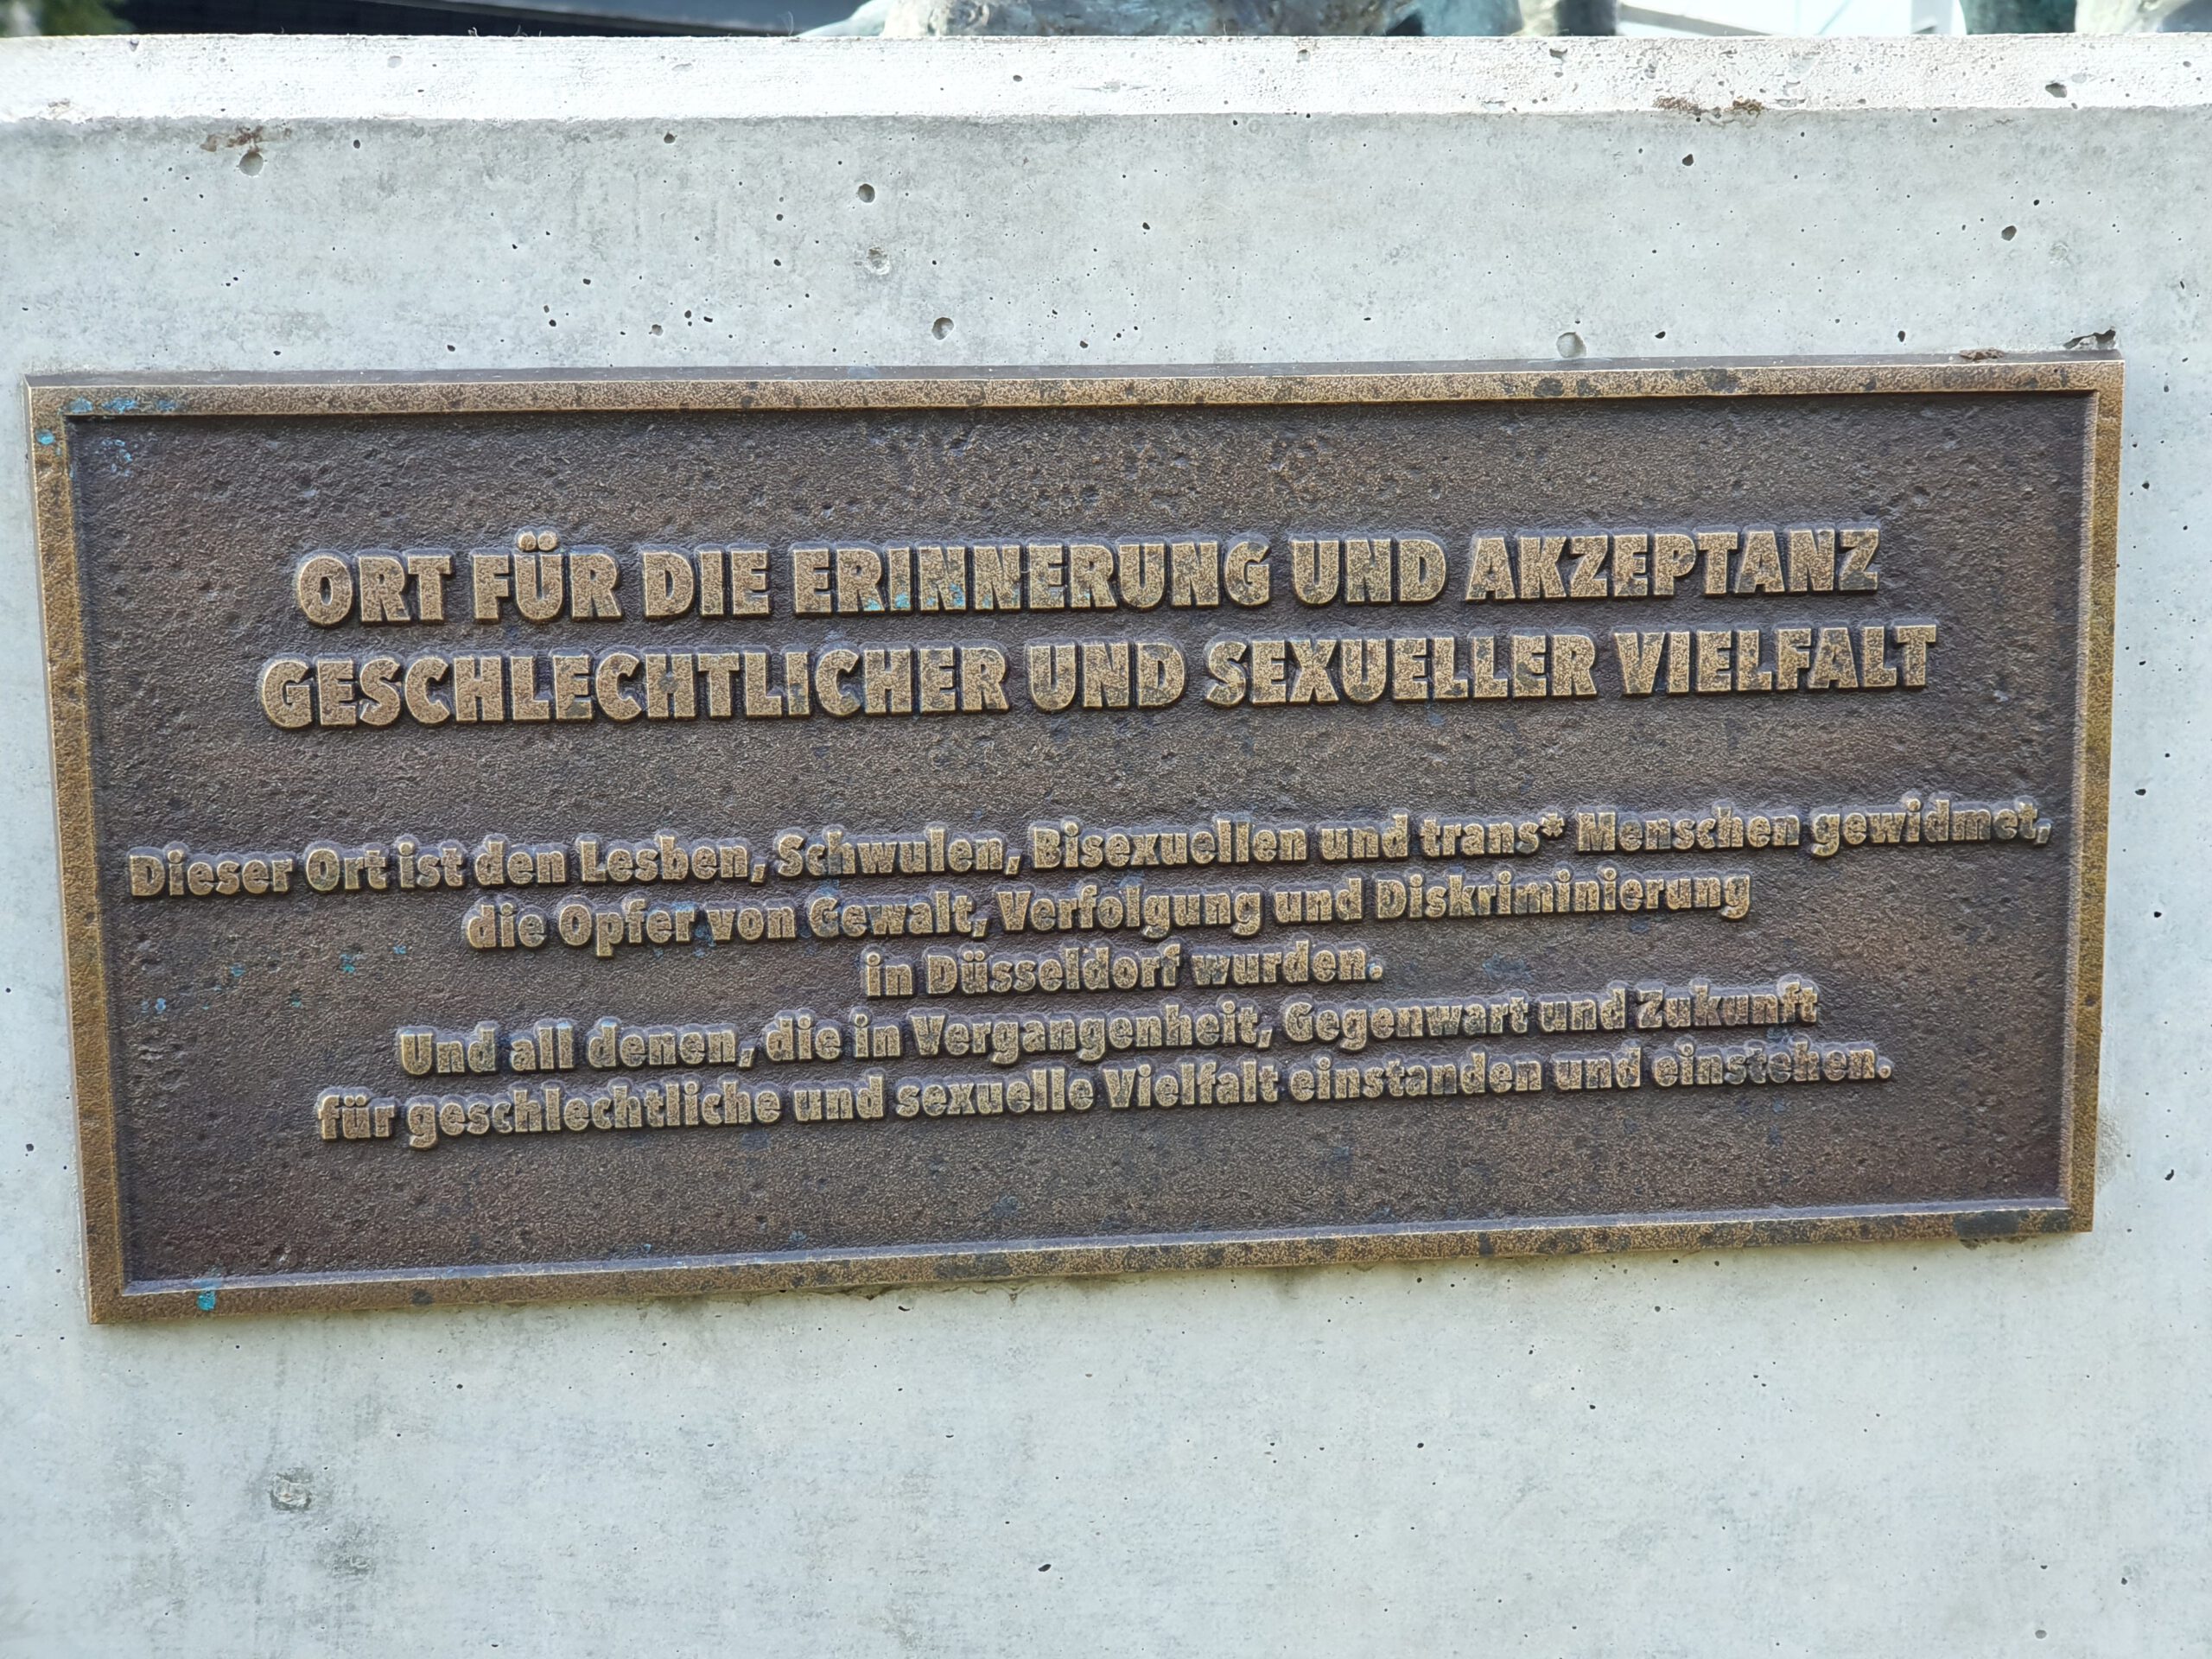 ORT FÜR DIE ERINNERUNG UND AKZEPTANZ
GESCHLECHTLICHER UND SEXUELLER VIELFALT
Dieser Ort ist den Lesben, Schwulen, Bisexuellen und trans* Menschen gewidmet,
die Opfer von Gewalt, Verfolgung und Diskriminierung
in Düsseldorf wurden.
Und all denen, die in Vergangenheit, Gegenwart und Zukunft
für geschlechtliche und sexuelle Vielfalt einstanden und einstehen.